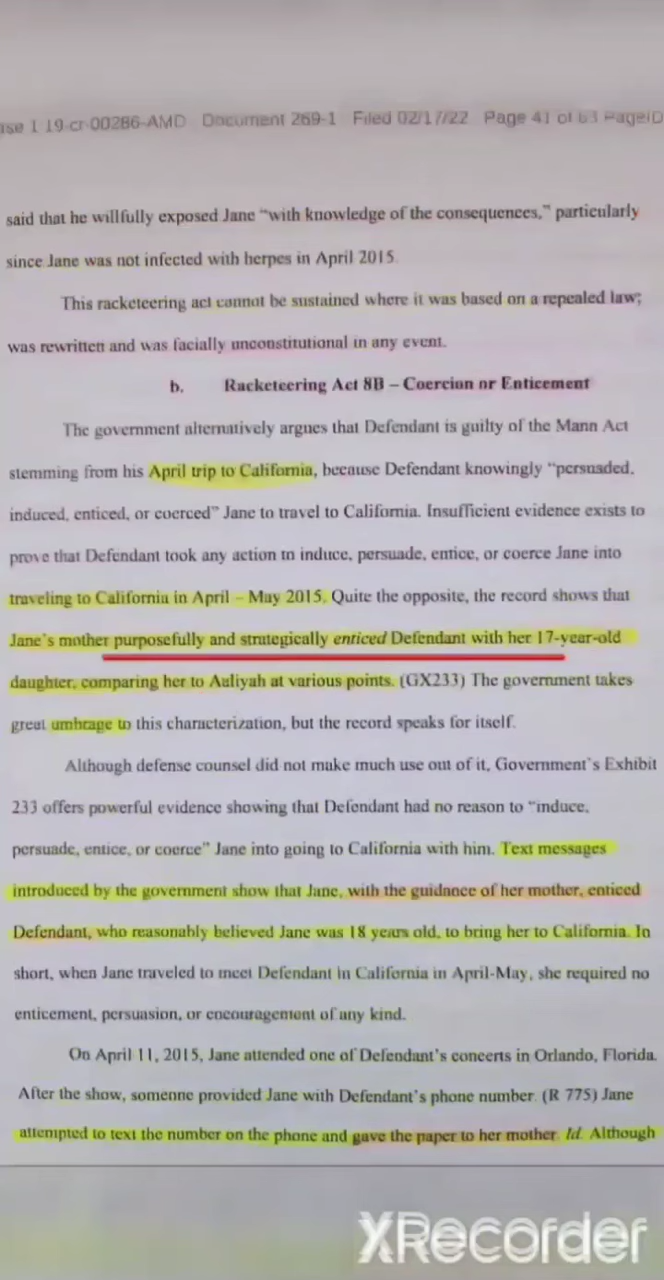 ase 1 19-cr-00286-AMD Document 269-1 Filed 02/17/22 Page 41 of 63 PageID
said that he willfully exposed Jane “with knowledge of the consequences,” particularly
since Jane was not infected with herpes in April 2015.
This racketeering act cannot be sustained where it was based on a repealed law;
was rewritten and was facially unconstitutional in any event.
b. Racketeering Act 8B – Coercion or Enticement
The government alternatively argues that Defendant is guilty of the Mann Act
stemming from his April trip to California, because Defendant knowingly “persuaded,
induced, enticed, or coerced” Jane to travel to California. Insufficient evidence exists to
prove that Defendant took any action to induce, persuade, entice, or coerce Jane into
traveling to California in April – May 2015. Quite the opposite, the record shows that
Jane’s mother purposefully and strategically enticed Defendant with her 17-year-old
daughter, comparing her to Aaliyah at various points. (GX233) The government takes
great umbrage to this characterization, but the record speaks for itself.
Although defense counsel did not make much use out of it, Government’s Exhibit
233 offers powerful evidence showing that Defendant had no reason to “induce,
persuade, entice, or coerce” Jane into going to California with him. Text messages
introduced by the government show that Jane, with the guidance of her mother, enticed
Defendant, who reasonably believed Jane was 18 years old, to bring her to California. In
short, when Jane traveled to meet Defendant in California in April-May, she required no
enticement, persuasion, or encouragement of any kind.
On April 11, 2015, Jane attended one of Defendant’s concerts in Orlando, Florida.
After the show, someone provided Jane with Defendant’s phone number. (R 775) Jane
attempted to text the number on the phone and gave the paper to her mother. Id. Although
XRecorder